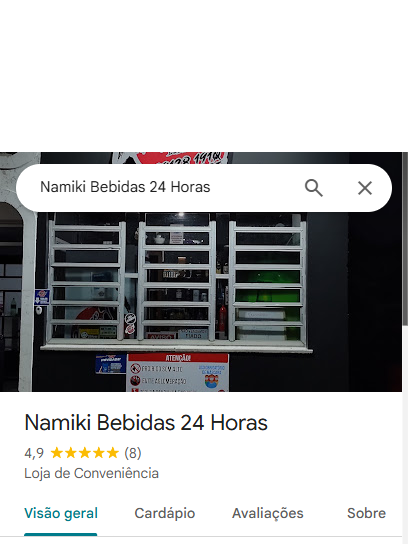 Namiki Bebidas 24 Horas
ATENÇÃO!
Namiki Bebidas 24 Horas
4,9 (8)
Loja de Conveniência
Visão geral
Cardápio
Avaliações
Sobre